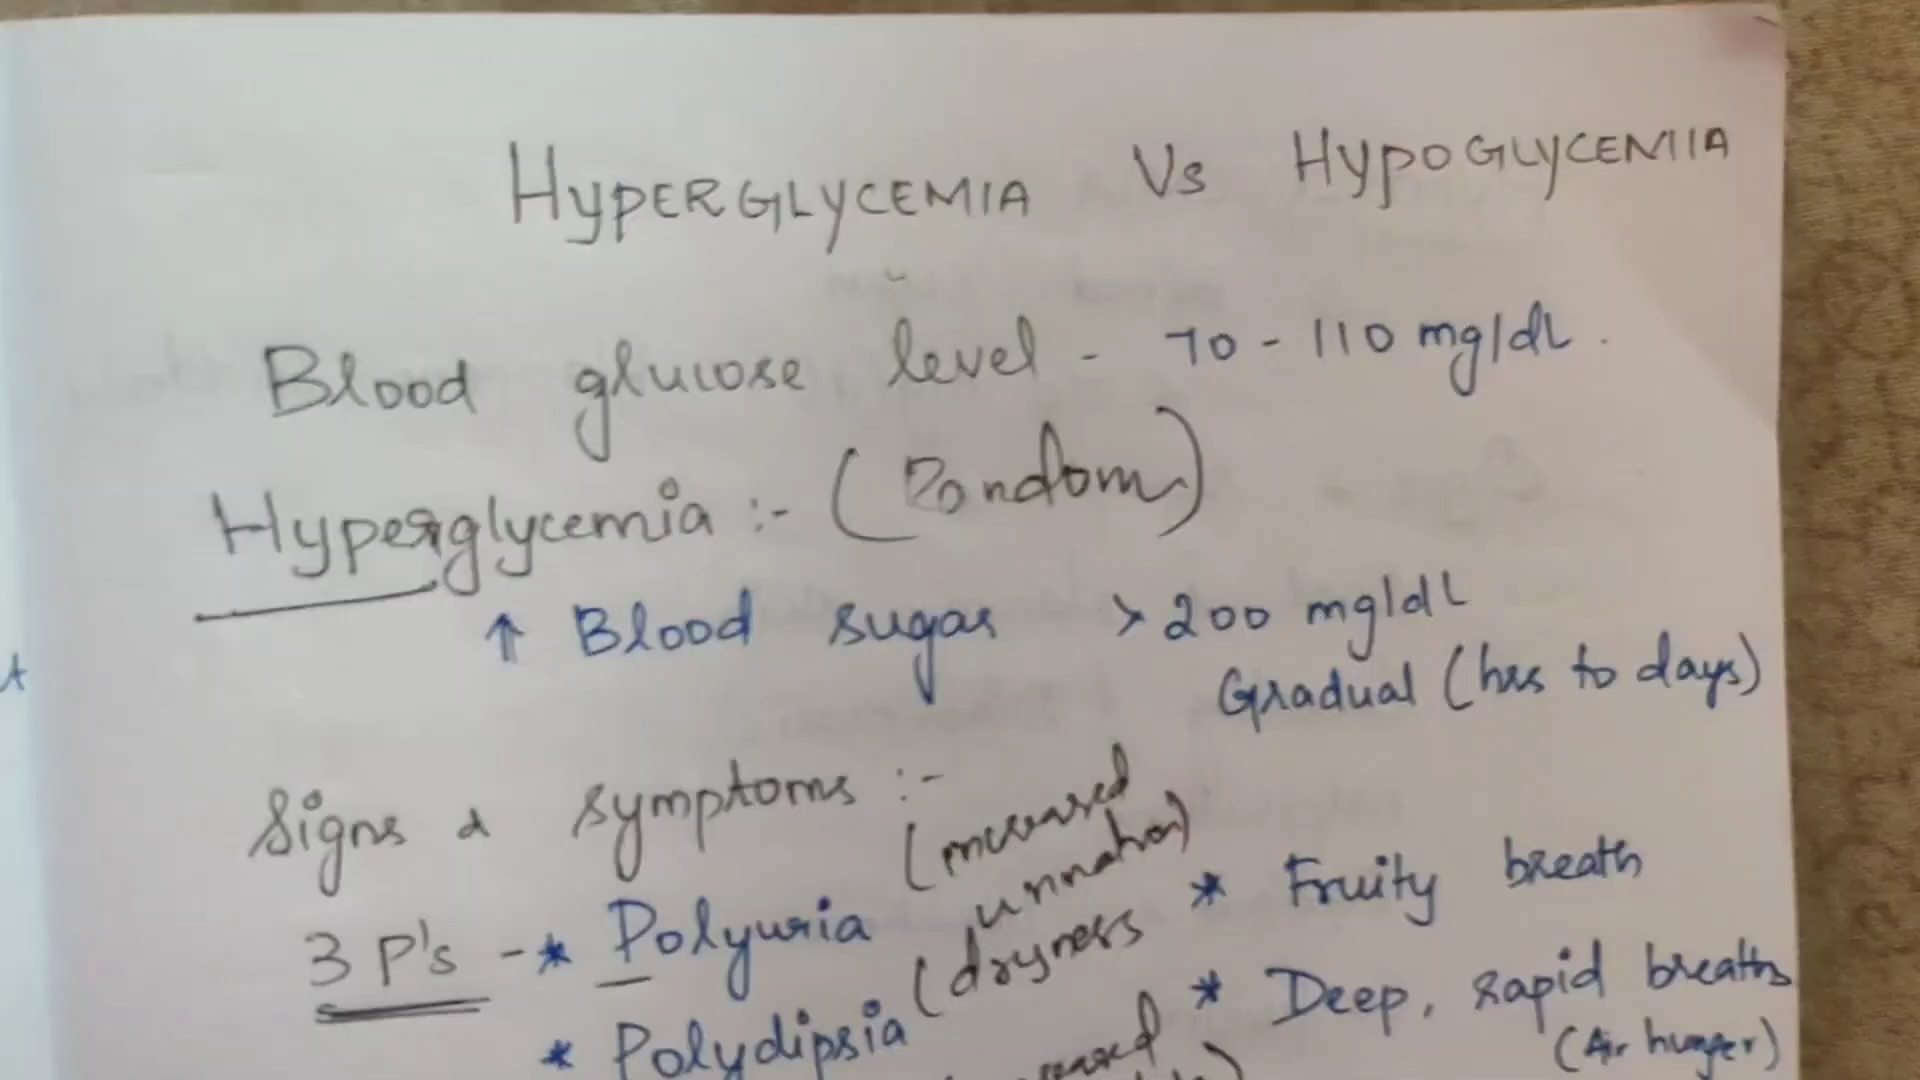 HYPERGLYCEMIA Vs HYPOGLYCEMIA
Blood glucose level - 70 - 110 mg/dL.
Hyperglycemia :- (Random)
↑ Blood sugar > 200 mg/dL
Gradual (hrs to days)
Signs & symptoms :-
3 P's - * Polyuria (increased urination)
* Fruity breath
* Polydipsia (dryness
* Deep, rapid breaths
(Air hunger)